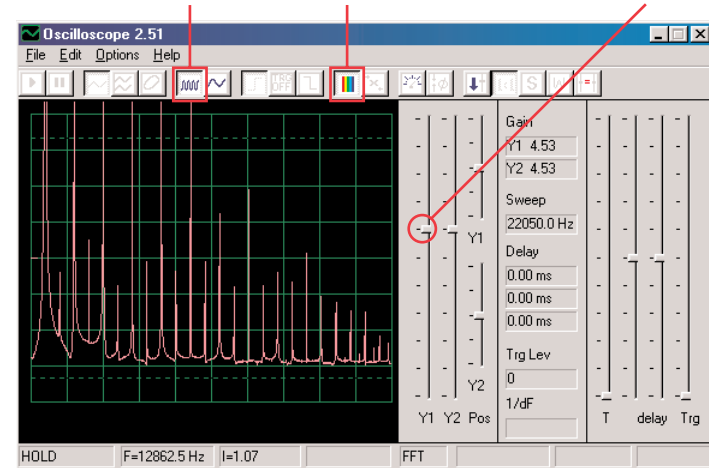 Oscilloscope 2.51
File Edit Options Help
TRG
OFF
Gain
Y1 4.53
Y2 4.53
Sweep
22050.0 Hz
Delay
0.00 ms
0.00 ms
0.00 ms
Trg Lev
0
1/dF
Y1
Y2
Y1 Y2 Pos
T delay Trg
HOLD F=12862.5 Hz I=1.07 FFT